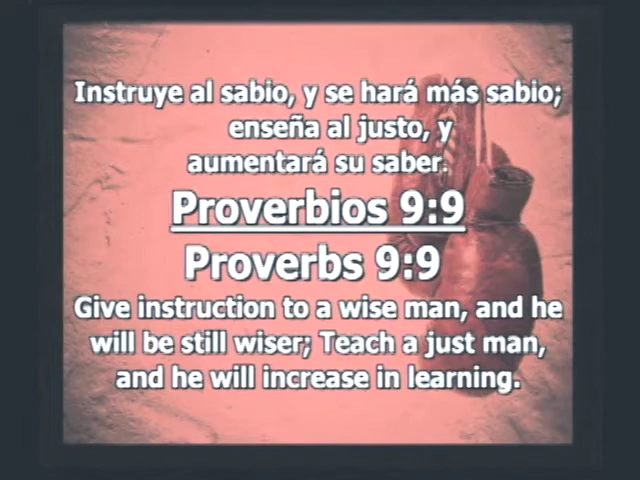 Instruye al sabio, y se hará más sabio;
enseña al justo, y
aumentará su saber.
Proverbios 9:9
Proverbs 9:9
Give instruction to a wise man, and he
will be still wiser; Teach a just man,
and he will increase in learning.